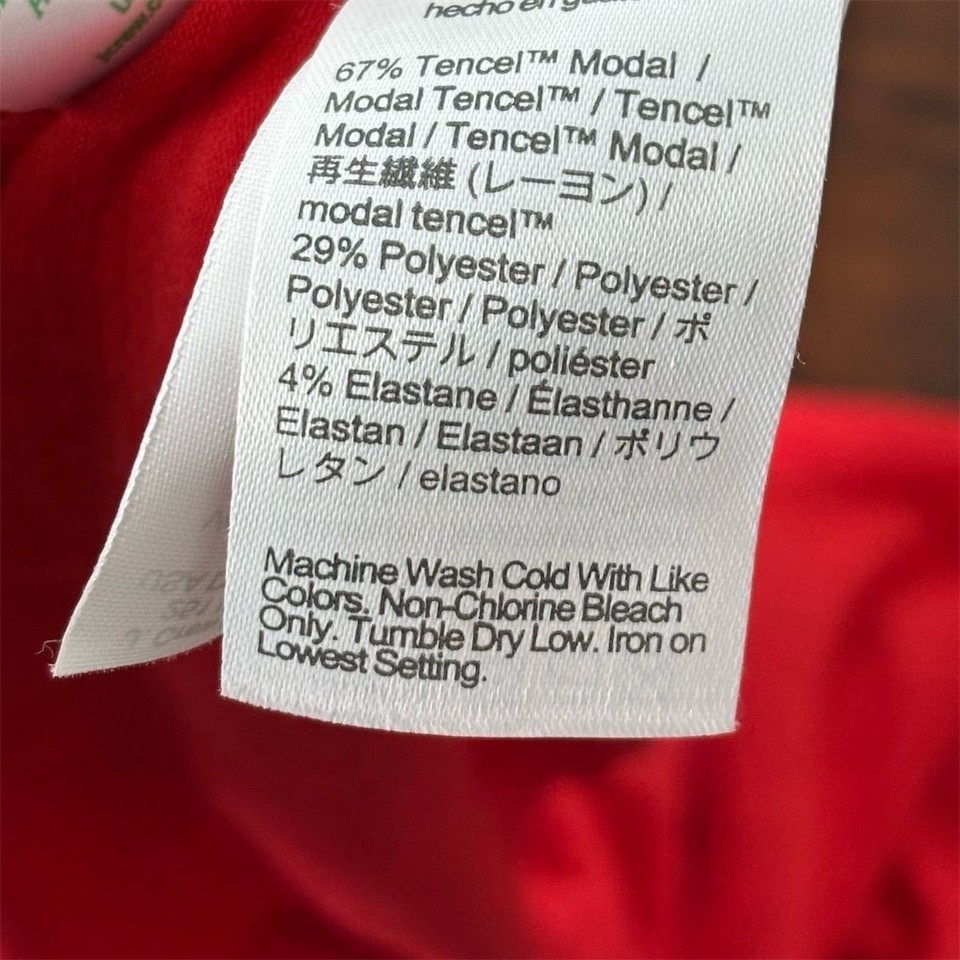 hecho en
67% Tencel™ Modal /
Modal Tencel™ / Tencel™
Modal / Tencel™ Modal /
再生繊維 (レーヨン) /
modal tencel™
29% Polyester / Polyester /
Polyester / Polyester / ポ
リエステル / poliéster
4% Elastane / Élasthanne /
Elastan / Elastaan / ポリウ
レタン / elastano
Machine Wash Cold With Like
Colors. Non-Chlorine Bleach
Only. Tumble Dry Low. Iron on
Lowest Setting.